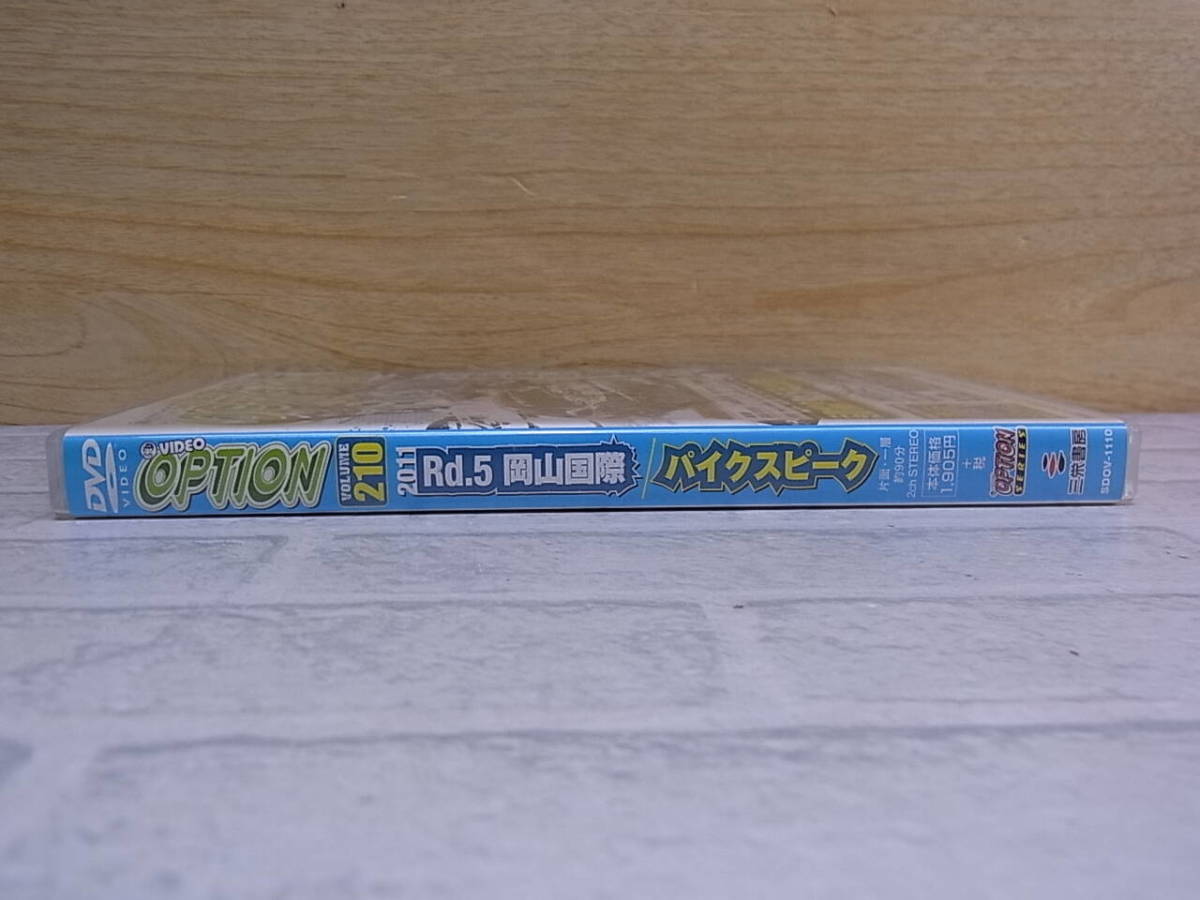 DVD
VIDEO
VIDEO
OPTION
VOLUME
210
2011
Rd.5 岡山国際
パイクスピーク
片面・一層
約90分
2ch STEREO
本体価格
1,905円
+
税
OPTION
SERIES
三栄書房
SDOV-1110